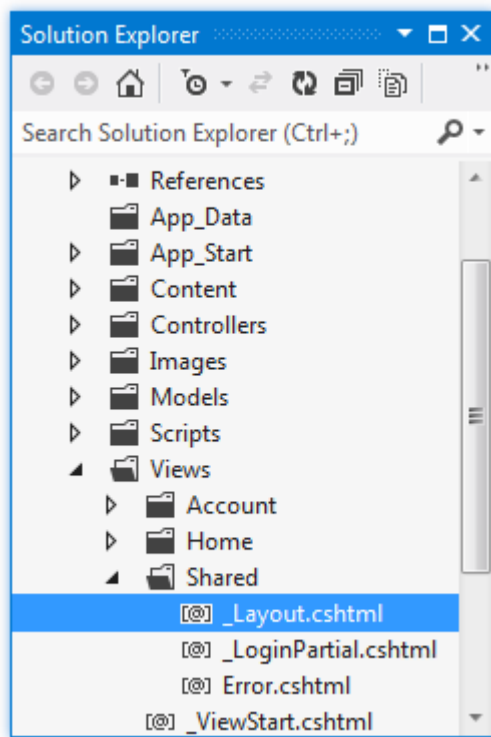 Solution Explorer
Search Solution Explorer (Ctrl+;)
References
App_Data
App_Start
Content
Controllers
Images
Models
Scripts
Views
Account
Home
Shared
[@] _Layout.cshtml
[@] _LoginPartial.cshtml
[@] Error.cshtml
[@] _ViewStart.cshtml